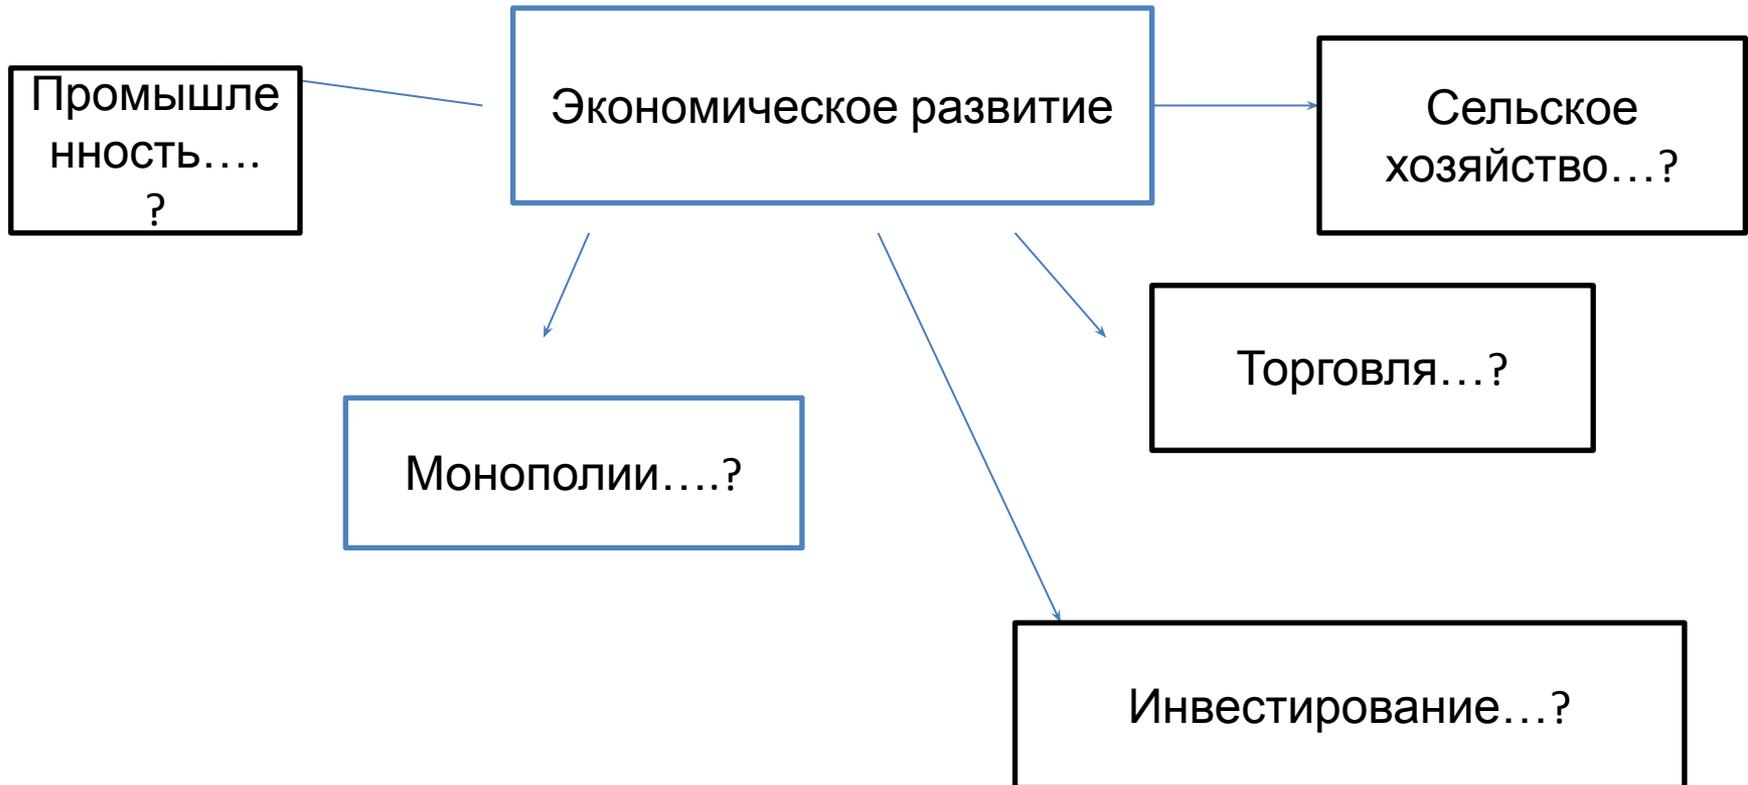 Экономическое развитие
Промышле
нность….
?
Сельское
хозяйство…?
Торговля…?
Монополии….?
Инвестирование…?